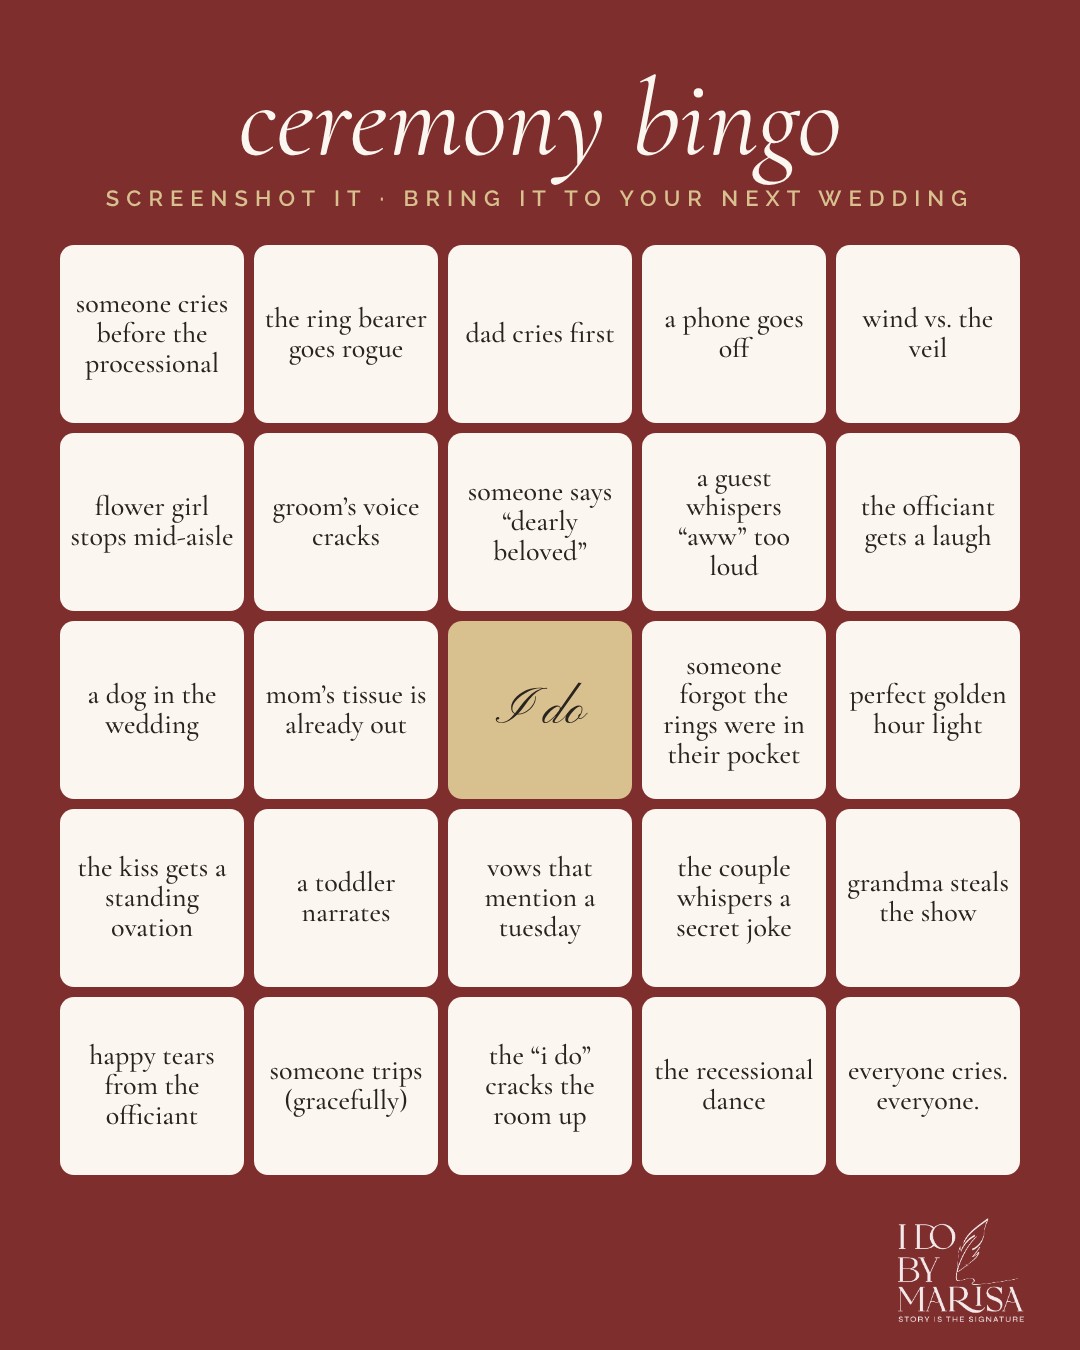 ceremony bingo
SCREENSHOT IT · BRING IT TO YOUR NEXT WEDDING
someone cries
before the
processional
the ring bearer
goes rogue
dad cries first
a phone goes
off
wind vs. the
veil
flower girl
stops mid-aisle
groom’s voice
cracks
someone says
“dearly
beloved”
a guest
whispers
“aww” too
loud
the officiant
gets a laugh
a dog in the
wedding
mom’s tissue is
already out
I do
someone
forgot the
rings were in
their pocket
perfect golden
hour light
the kiss gets a
standing
ovation
a toddler
narrates
vows that
mention a
tuesday
the couple
whispers a
secret joke
grandma steals
the show
happy tears
from the
officiant
someone trips
(gracefully)
the “i do”
cracks the
room up
the recessional
dance
everyone cries.
everyone.
I DO
BY
MARISA
STORY IS THE SIGNATURE